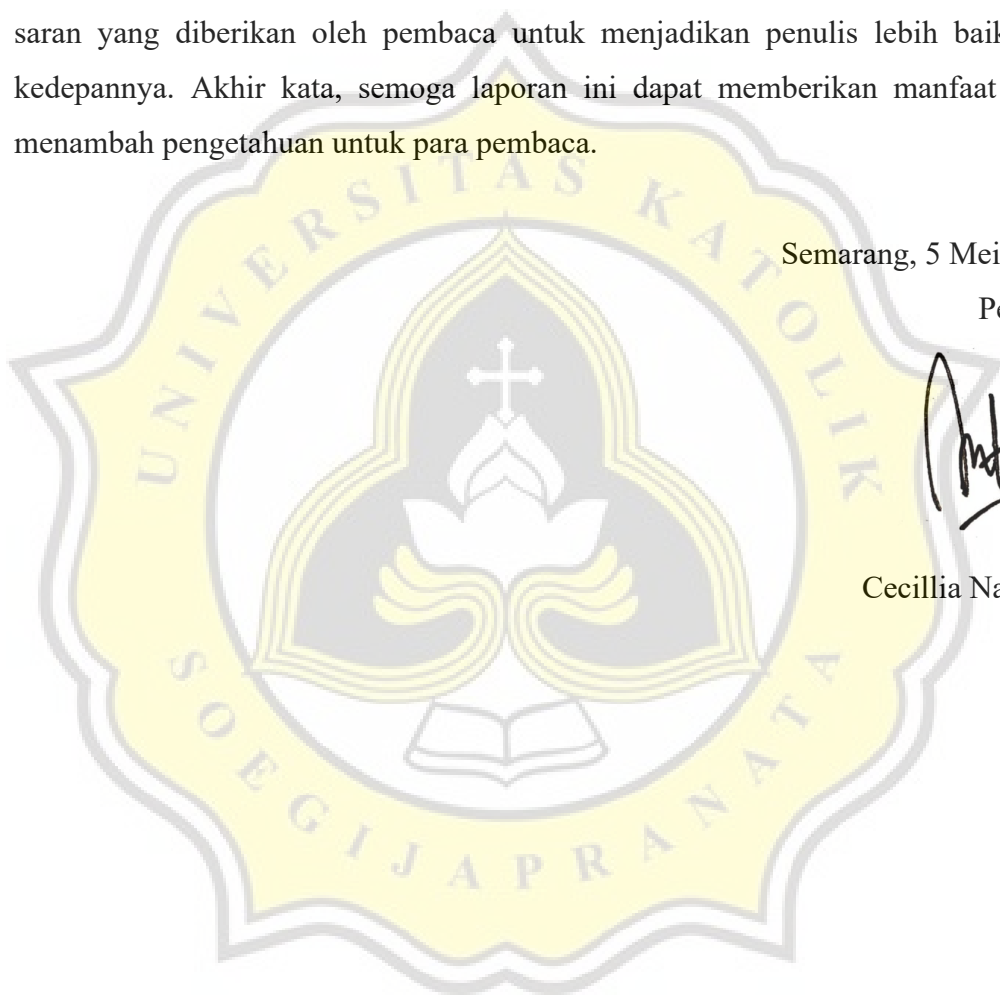 saran yang diberikan oleh pembaca untuk menjadikan penulis lebih baik
kedepannya. Akhir kata, semoga laporan ini dapat memberikan manfaat
menambah pengetahuan untuk para pembaca.
UNIVERSITAS KATOLIK
Semarang, 5 Mei
Cecillia
SOEGIJAPRANATA